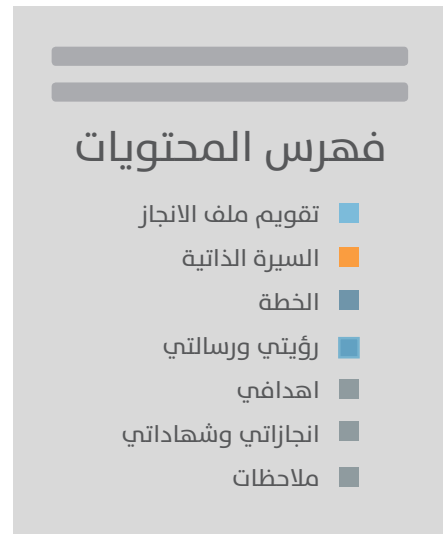 فهرس المحتويات
تقويم ملف الانجاز
السيرة الذاتية
الخطة
رؤيتي ورسالتي
اهدافي
انجازاتي وشهاداتي
ملاحظات